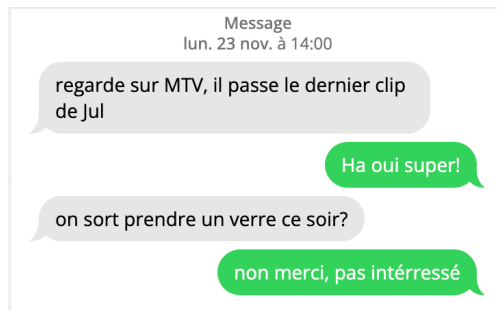 Message
lun. 23 nov. à 14:00
regarde sur MTV, il passe le dernier clip
de Jul
Ha oui super!
on sort prendre un verre ce soir?
non merci, pas intérressé